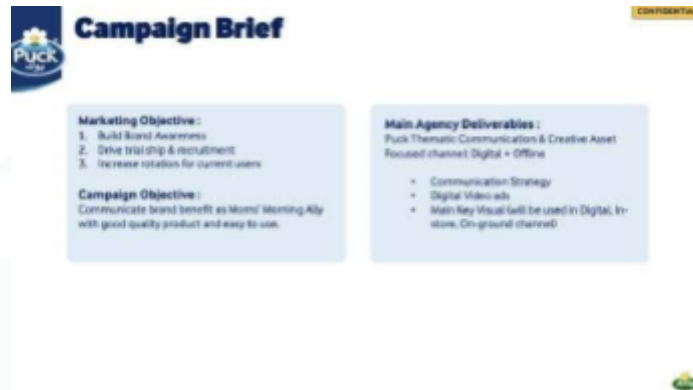 CONFIDENTIAL
Campaign Brief
Puck
Marketing Objective :
1. Build Brand Awareness
2. Drive trial ship & recruitment
3. Increase rotation for current users
Campaign Objective :
Communicate brand benefit as Moms' Morning Ally
with good quality product and easy to use.
Main Agency Deliverables :
Puck Thematic Communication & Creative Asset
Focused channel: Digital + Offline
• Communication Strategy
• Digital Video ads
• Main Key Visual (will be used in Digital, In-
store, On-ground channel)